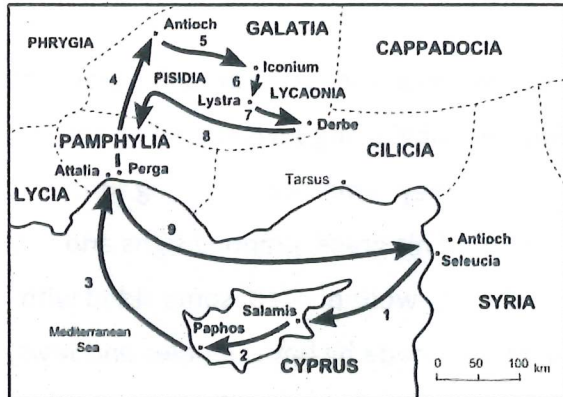 Antioch
GALATIA
PHRYGIA
5
CAPPADOCIA
Iconium
4
PISIDIA
6
LYCAONIA
Lystra
7
Derbe
8
PAMPHYLIA
CILICIA
Attalia
Perga
LYCIA
Tarsus
9
Antioch
Seleucia
3
SYRIA
Salamis
1
Mediterranean
Sea
Paphos
2
CYPRUS
0 50 100 km